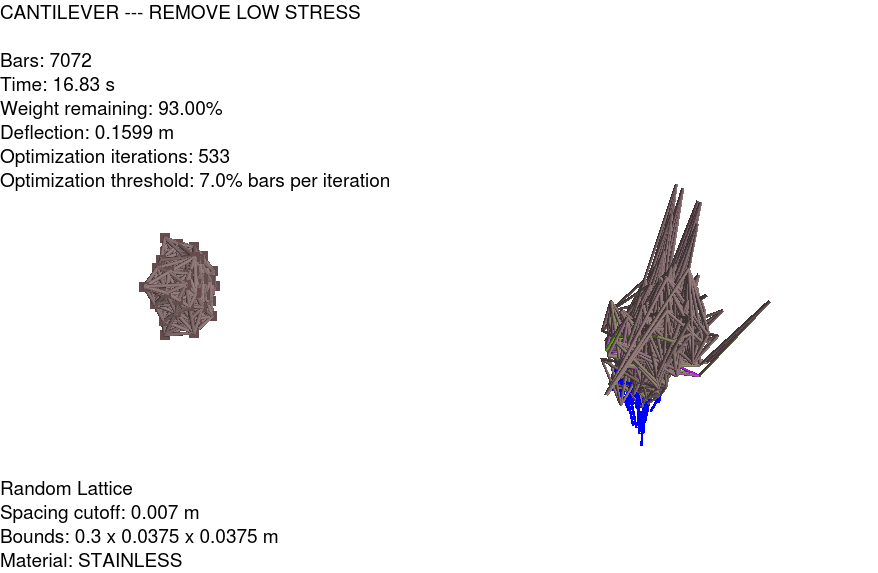 CANTILEVER --- REMOVE LOW STRESS
Bars: 7072
Time: 16.83 s
Weight remaining: 93.00%
Deflection: 0.1599 m
Optimization iterations: 533
Optimization threshold: 7.0% bars per iteration
Random Lattice
Spacing cutoff: 0.007 m
Bounds: 0.3 x 0.0375 x 0.0375 m
Material: STAINLESS